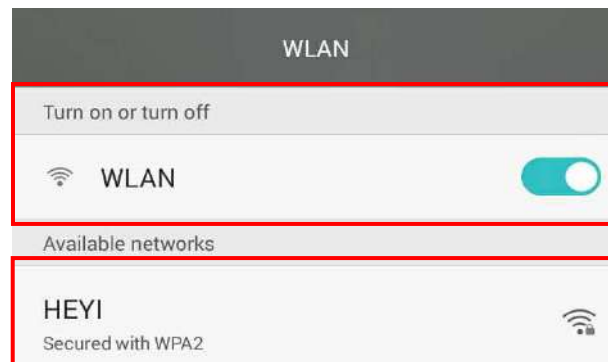 WLAN
Turn on or turn off
WLAN
Available networks
HEYI
Secured with WPA2